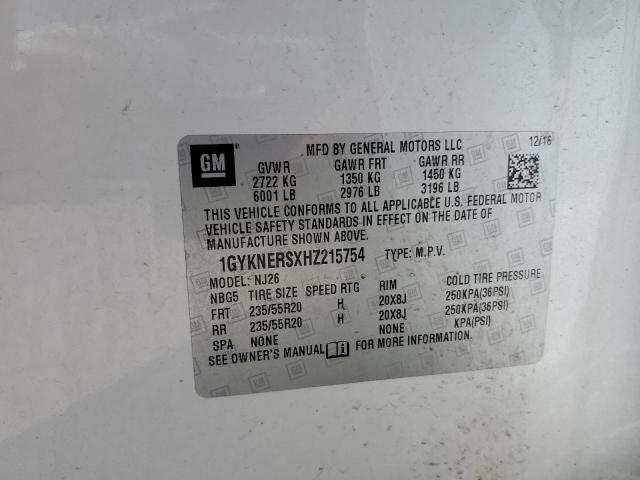 GM
MFD BY GENERAL MOTORS LLC 12/16
GVWR GAWR FRT GAWR RR
2722 KG 1350 KG 1450 KG
6001 LB 2976 LB 3196 LB
THIS VEHICLE CONFORMS TO ALL APPLICABLE U.S. FEDERAL MOTOR
VEHICLE SAFETY STANDARDS IN EFFECT ON THE DATE OF
MANUFACTURE SHOWN ABOVE.
1GYKNERSXHZ215754 TYPE: M.P.V.
MODEL: NJ26
NBG5 TIRE SIZE SPEED RTG RIM COLD TIRE PRESSURE
FRT 235/55R20 H 20X8J 250KPA(36PSI)
RR 235/55R20 H 20X8J 250KPA(36PSI)
SPA NONE NONE KPA(PSI)
SEE OWNER'S MANUAL FOR MORE INFORMATION.